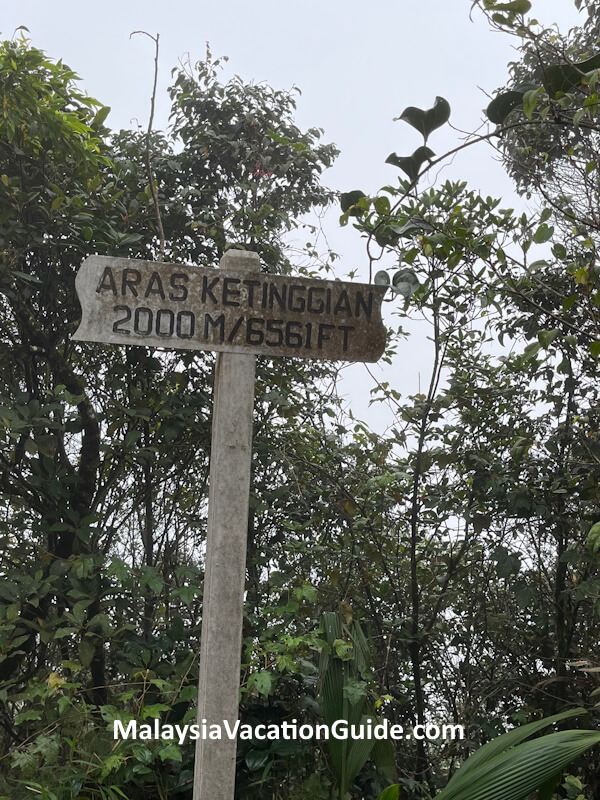 ARAS KETINGGIAN
2000 M/6561 FT
MalaysiaVacationGuide.com